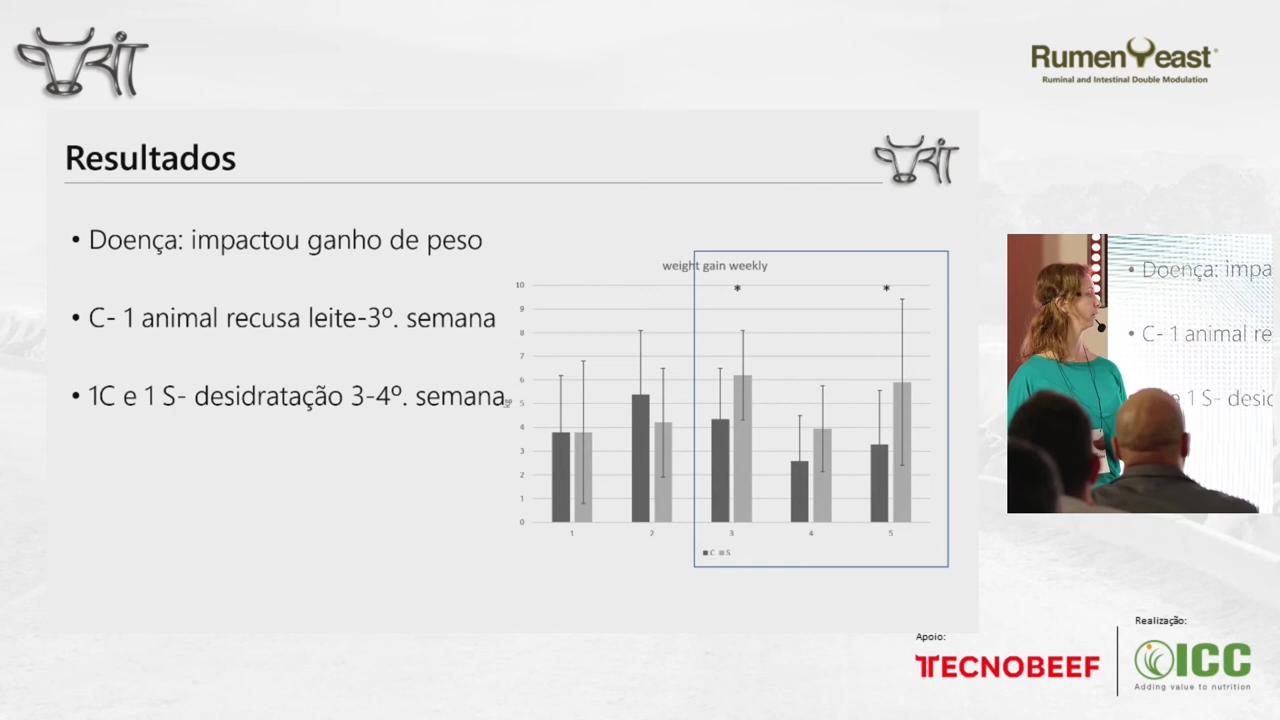 RumenYeast®
Ruminal and Intestinal Double Modulation
RIT
Resultados
RIT
• Doença: impactou ganho de peso
• C- 1 animal recusa leite-3º. semana
• 1C e 1 S- desidratação 3-4º. semana
weight gain weekly
10
9
8
7
6
5
4
3
2
1
0
* *
1 2 3 4 5
C S
• Doença: impa
• C- 1 animal re
e 1 S- desid
Apoio:
TECNOBEEF
Realização:
ICC
Adding value to nutrition